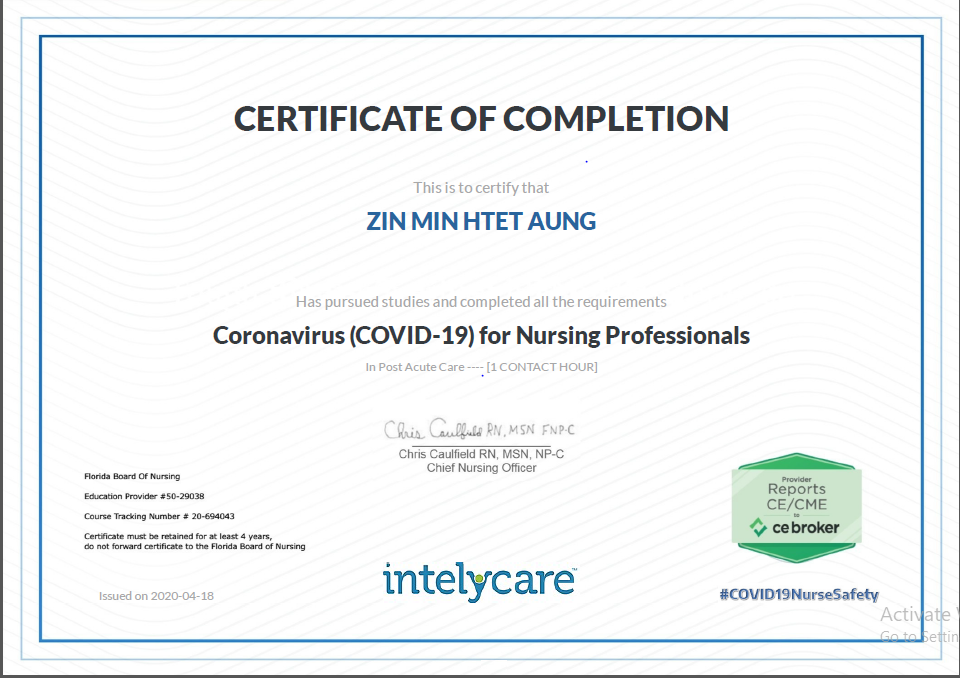 CERTIFICATE OF COMPLETION
This is to certify that
ZIN MIN HTET AUNG
Has pursued studies and completed all the requirements
Coronavirus (COVID-19) for Nursing Professionals
In Post Acute Care ---- [1 CONTACT HOUR]
Chris Caulfield RN, MSN FNP-C
Chris Caulfield RN, MSN, NP-C
Chief Nursing Officer
Florida Board Of Nursing
Education Provider #50-29038
Course Tracking Number # 20-694043
Certificate must be retained for at least 4 years,
do not forward certificate to the Florida Board of Nursing
Issued on 2020-04-18
intelycare™
Provider
Reports
CE/CME
to
ce broker
#COVID19NurseSafety
Activate
Go to Settin